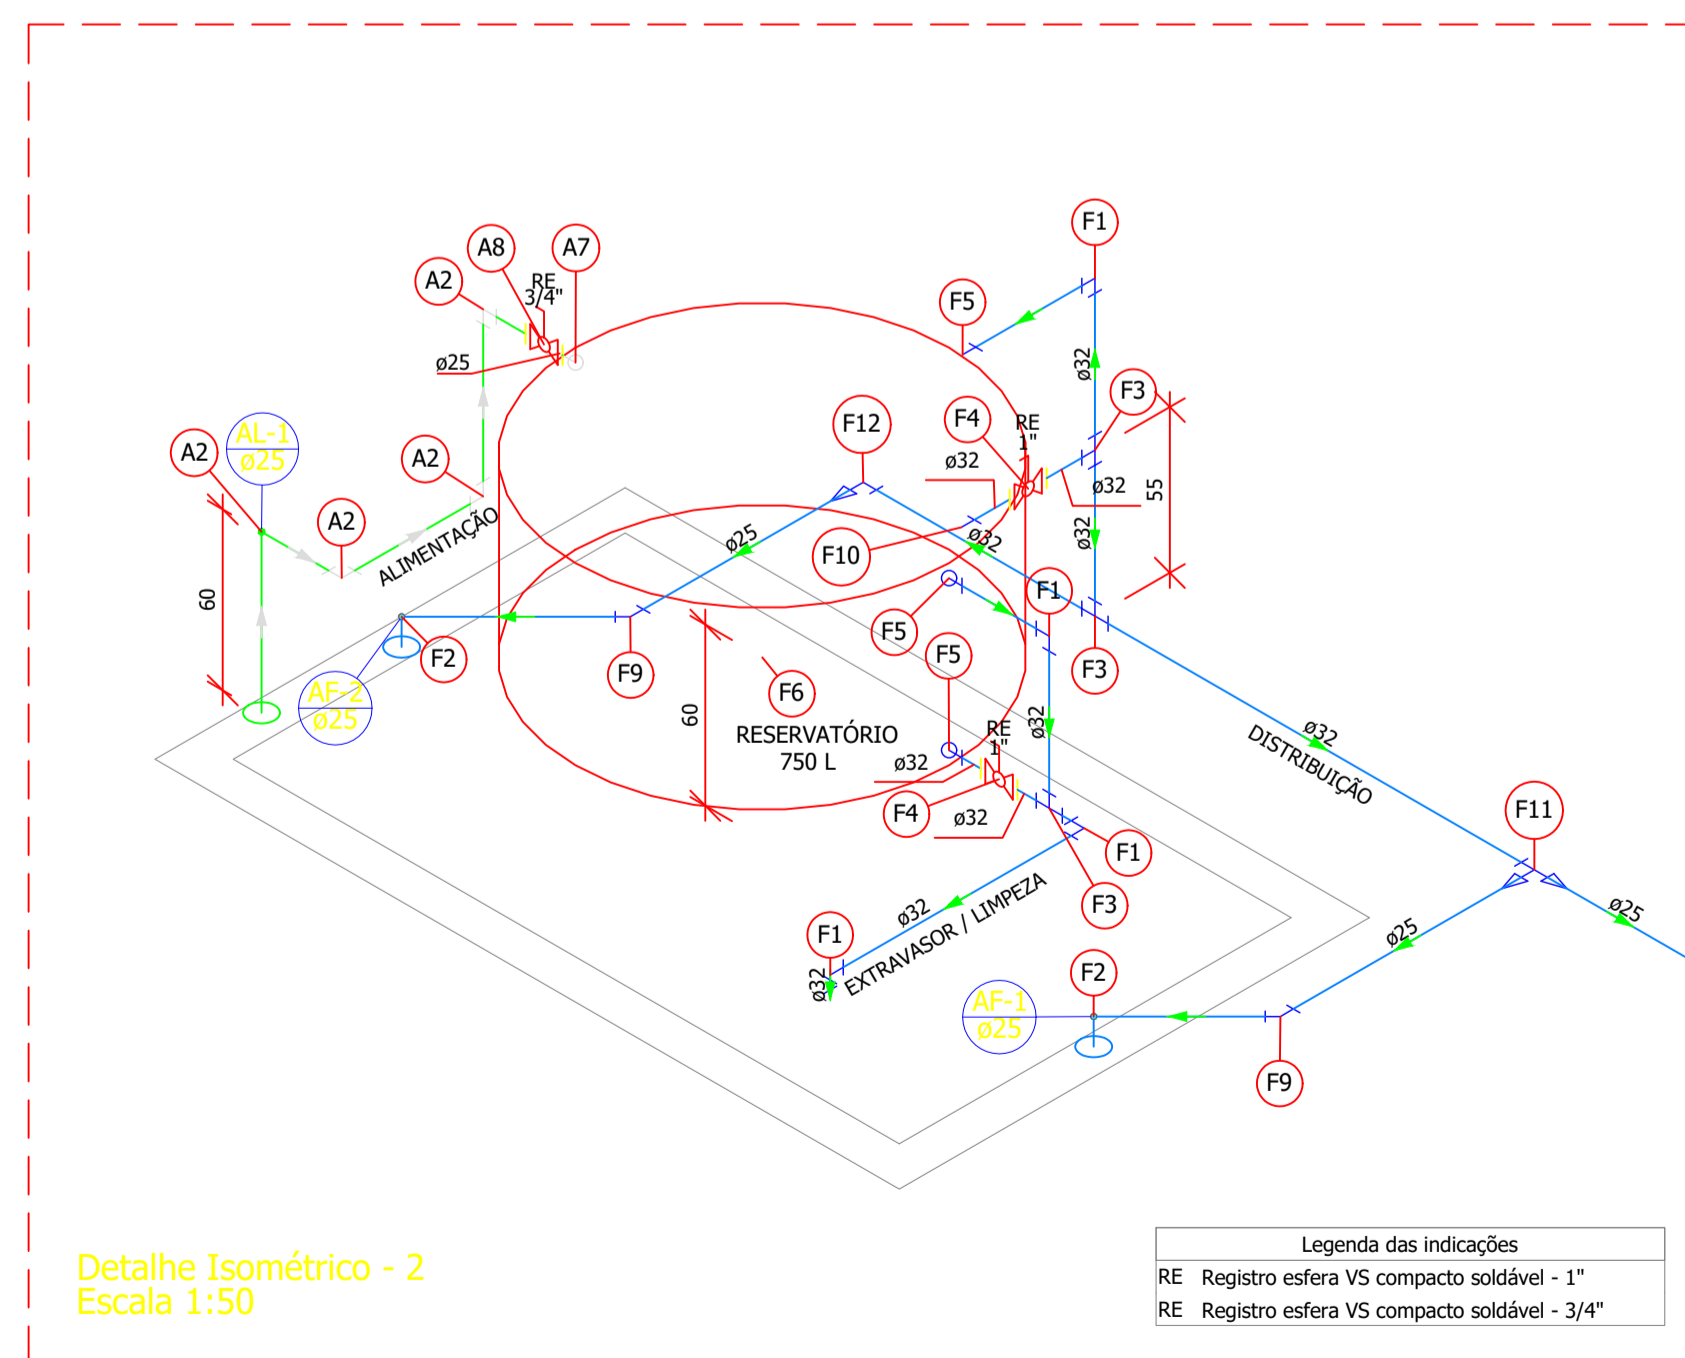 F1
A8
A7
A2
RE
3/4"
F5
ø25
ø32
F3
F12
F4
RE
1"
ø32
ø32
55
AL-1
ø25
A2
A2
A2
ALIMENTAÇÃO
ø25
F10
ø32
ø32
60
F5
F1
F2
F9
F5
F3
AF-2
ø25
F6
60
RESERVATÓRIO
750 L
RE
1"
ø32
ø32
F4
ø32
ø32
DISTRIBUIÇÃO
F11
F1
F3
ø32
EXTRAVASOR / LIMPEZA
F1
ø32
ø25
ø25
F2
AF-1
ø25
F9
Detalhe Isométrico - 2
Escala 1:50
Legenda das indicações
RE Registro esfera VS compacto soldável - 1"
RE Registro esfera VS compacto soldável - 3/4"